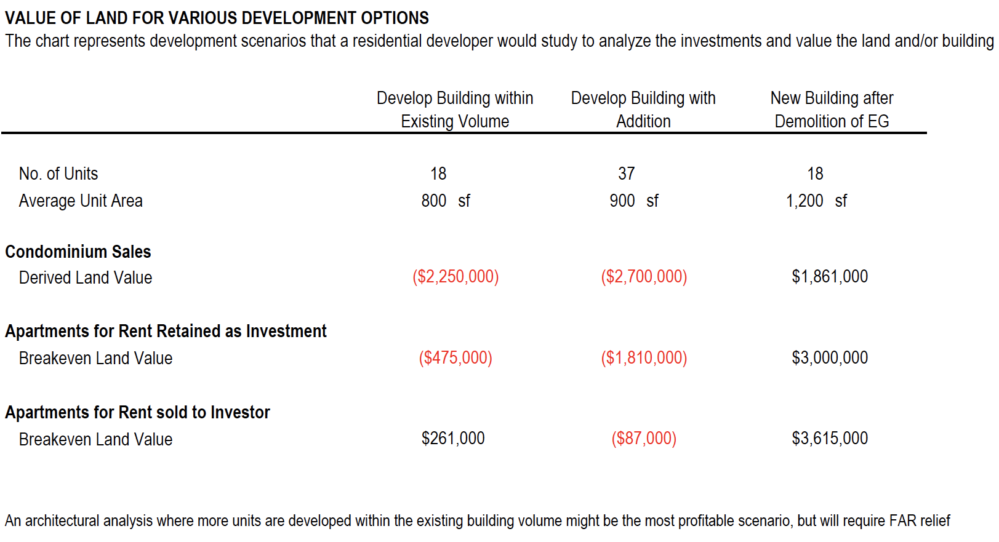 VALUE OF LAND FOR VARIOUS DEVELOPMENT OPTIONS
The chart represents development scenarios that a residential developer would study to analyze the investments and value the land and/or building
Develop Building within Develop Building with New Building after
Existing Volume Addition Demolition of EG
No. of Units 18 37 18
Average Unit Area 800 sf 900 sf 1,200 sf
Condominium Sales
Derived Land Value ($2,250,000) ($2,700,000) $1,861,000
Apartments for Rent Retained as Investment
Breakeven Land Value ($475,000) ($1,810,000) $3,000,000
Apartments for Rent sold to Investor
Breakeven Land Value $261,000 ($87,000) $3,615,000
An architectural analysis where more units are developed within the existing building volume might be the most profitable scenario, but will require FAR relief